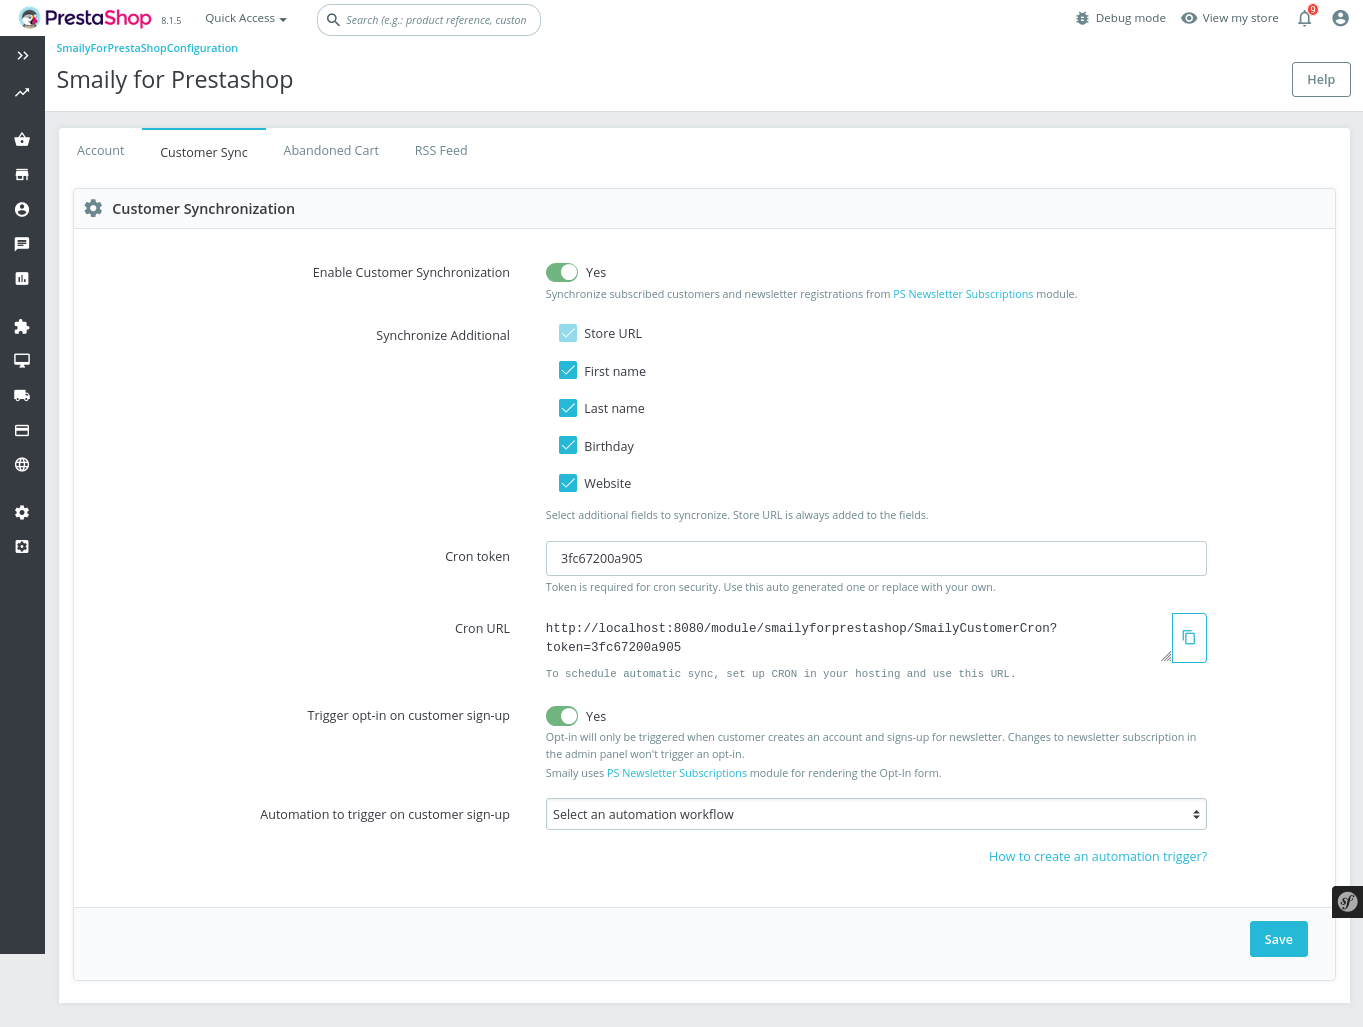 PrestaShop 8.1.5 Quick Access Search (e.g.: product reference, custon Debug mode View my store 9
SmailyForPrestaShopConfiguration
Smaily for Prestashop
Help
Account Customer Sync Abandoned Cart RSS Feed
Customer Synchronization
Enable Customer Synchronization Yes
Synchronize subscribed customers and newsletter registrations from PS Newsletter Subscriptions module.
Synchronize Additional Store URL
First name
Last name
Birthday
Website
Select additional fields to syncronize. Store URL is always added to the fields.
Cron token 3fc67200a905
Token is required for cron security. Use this auto generated one or replace with your own.
Cron URL http://localhost:8080/module/smailyforprestashop/SmailyCustomerCron?
token=3fc67200a905
To schedule automatic sync, set up CRON in your hosting and use this URL.
Trigger opt-in on customer sign-up Yes
Opt-in will only be triggered when customer creates an account and signs-up for newsletter. Changes to newsletter subscription in
the admin panel won't trigger an opt-in.
Smaily uses PS Newsletter Subscriptions module for rendering the Opt-In form.
Automation to trigger on customer sign-up Select an automation workflow
How to create an automation trigger?
sf
Save